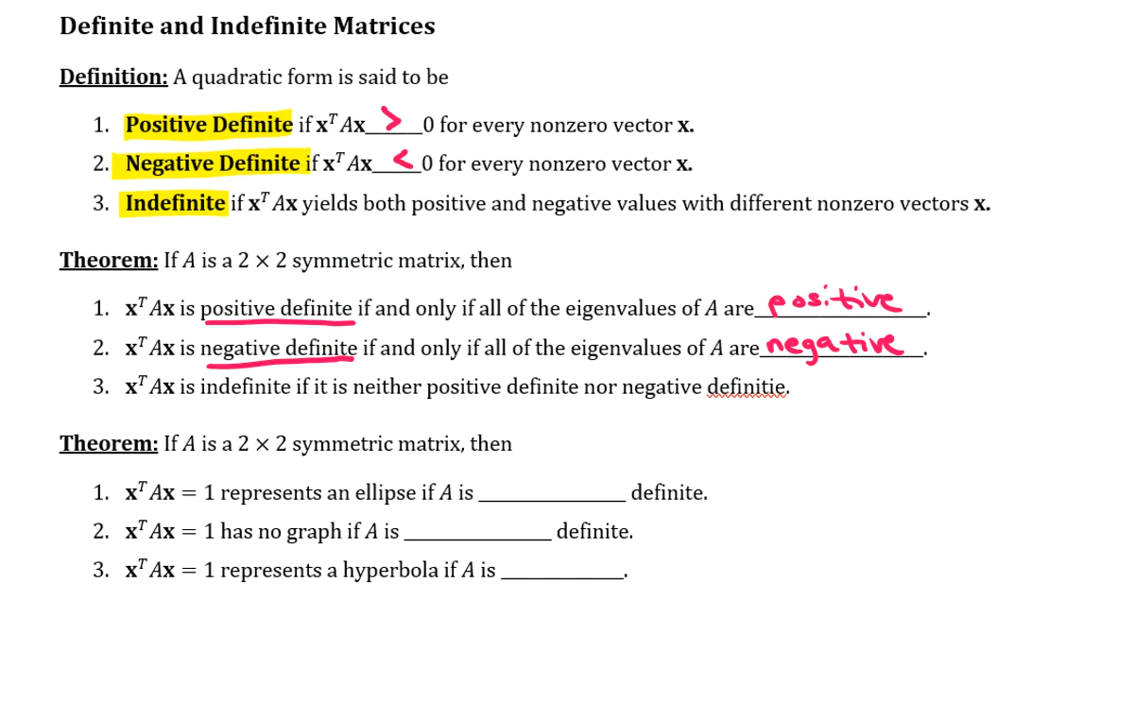 Definite and Indefinite Matrices
Definition: A quadratic form is said to be
1. Positive Definite if xᵀAx > 0 for every nonzero vector x.
2. Negative Definite if xᵀAx < 0 for every nonzero vector x.
3. Indefinite if xᵀAx yields both positive and negative values with different nonzero vectors x.
Theorem: If A is a 2 × 2 symmetric matrix, then
1. xᵀAx is positive definite if and only if all of the eigenvalues of A are positive.
2. xᵀAx is negative definite if and only if all of the eigenvalues of A are negative.
3. xᵀAx is indefinite if it is neither positive definite nor negative definitie.
Theorem: If A is a 2 × 2 symmetric matrix, then
1. xᵀAx = 1 represents an ellipse if A is ______________ definite.
2. xᵀAx = 1 has no graph if A is ______________ definite.
3. xᵀAx = 1 represents a hyperbola if A is ____________.